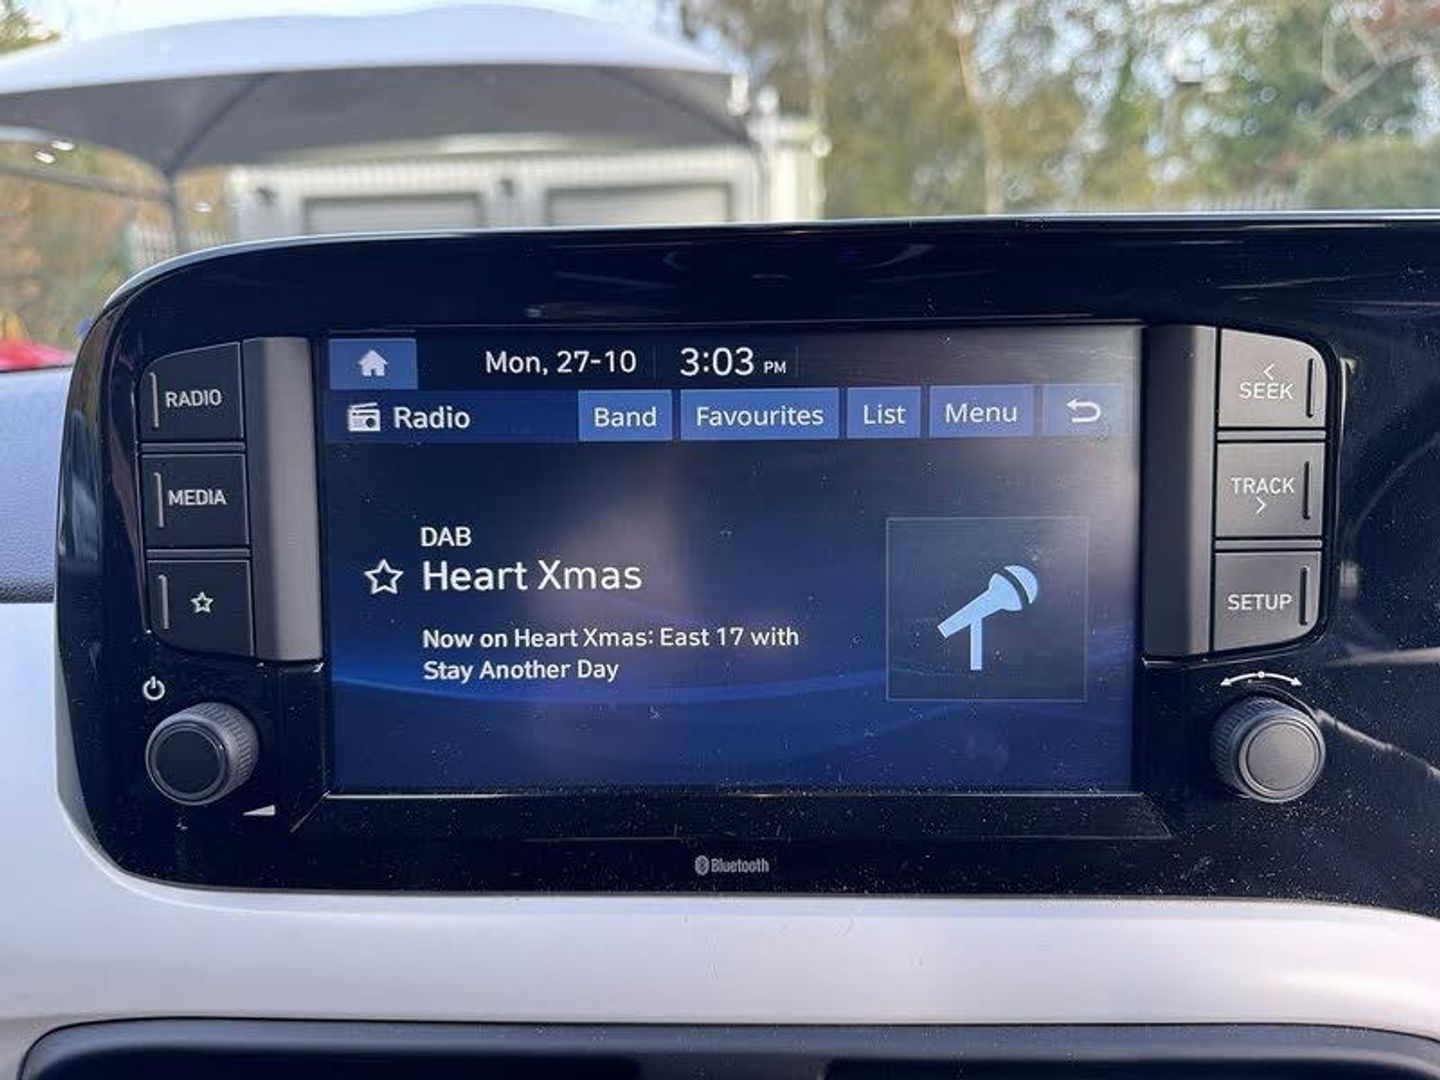 Mon, 27-10 3:03 PM
Radio Band Favourites List Menu
DAB
Heart Xmas
Now on Heart Xmas: East 17 with
Stay Another Day
RADIO
MEDIA
SEEK
TRACK
SETUP
Bluetooth